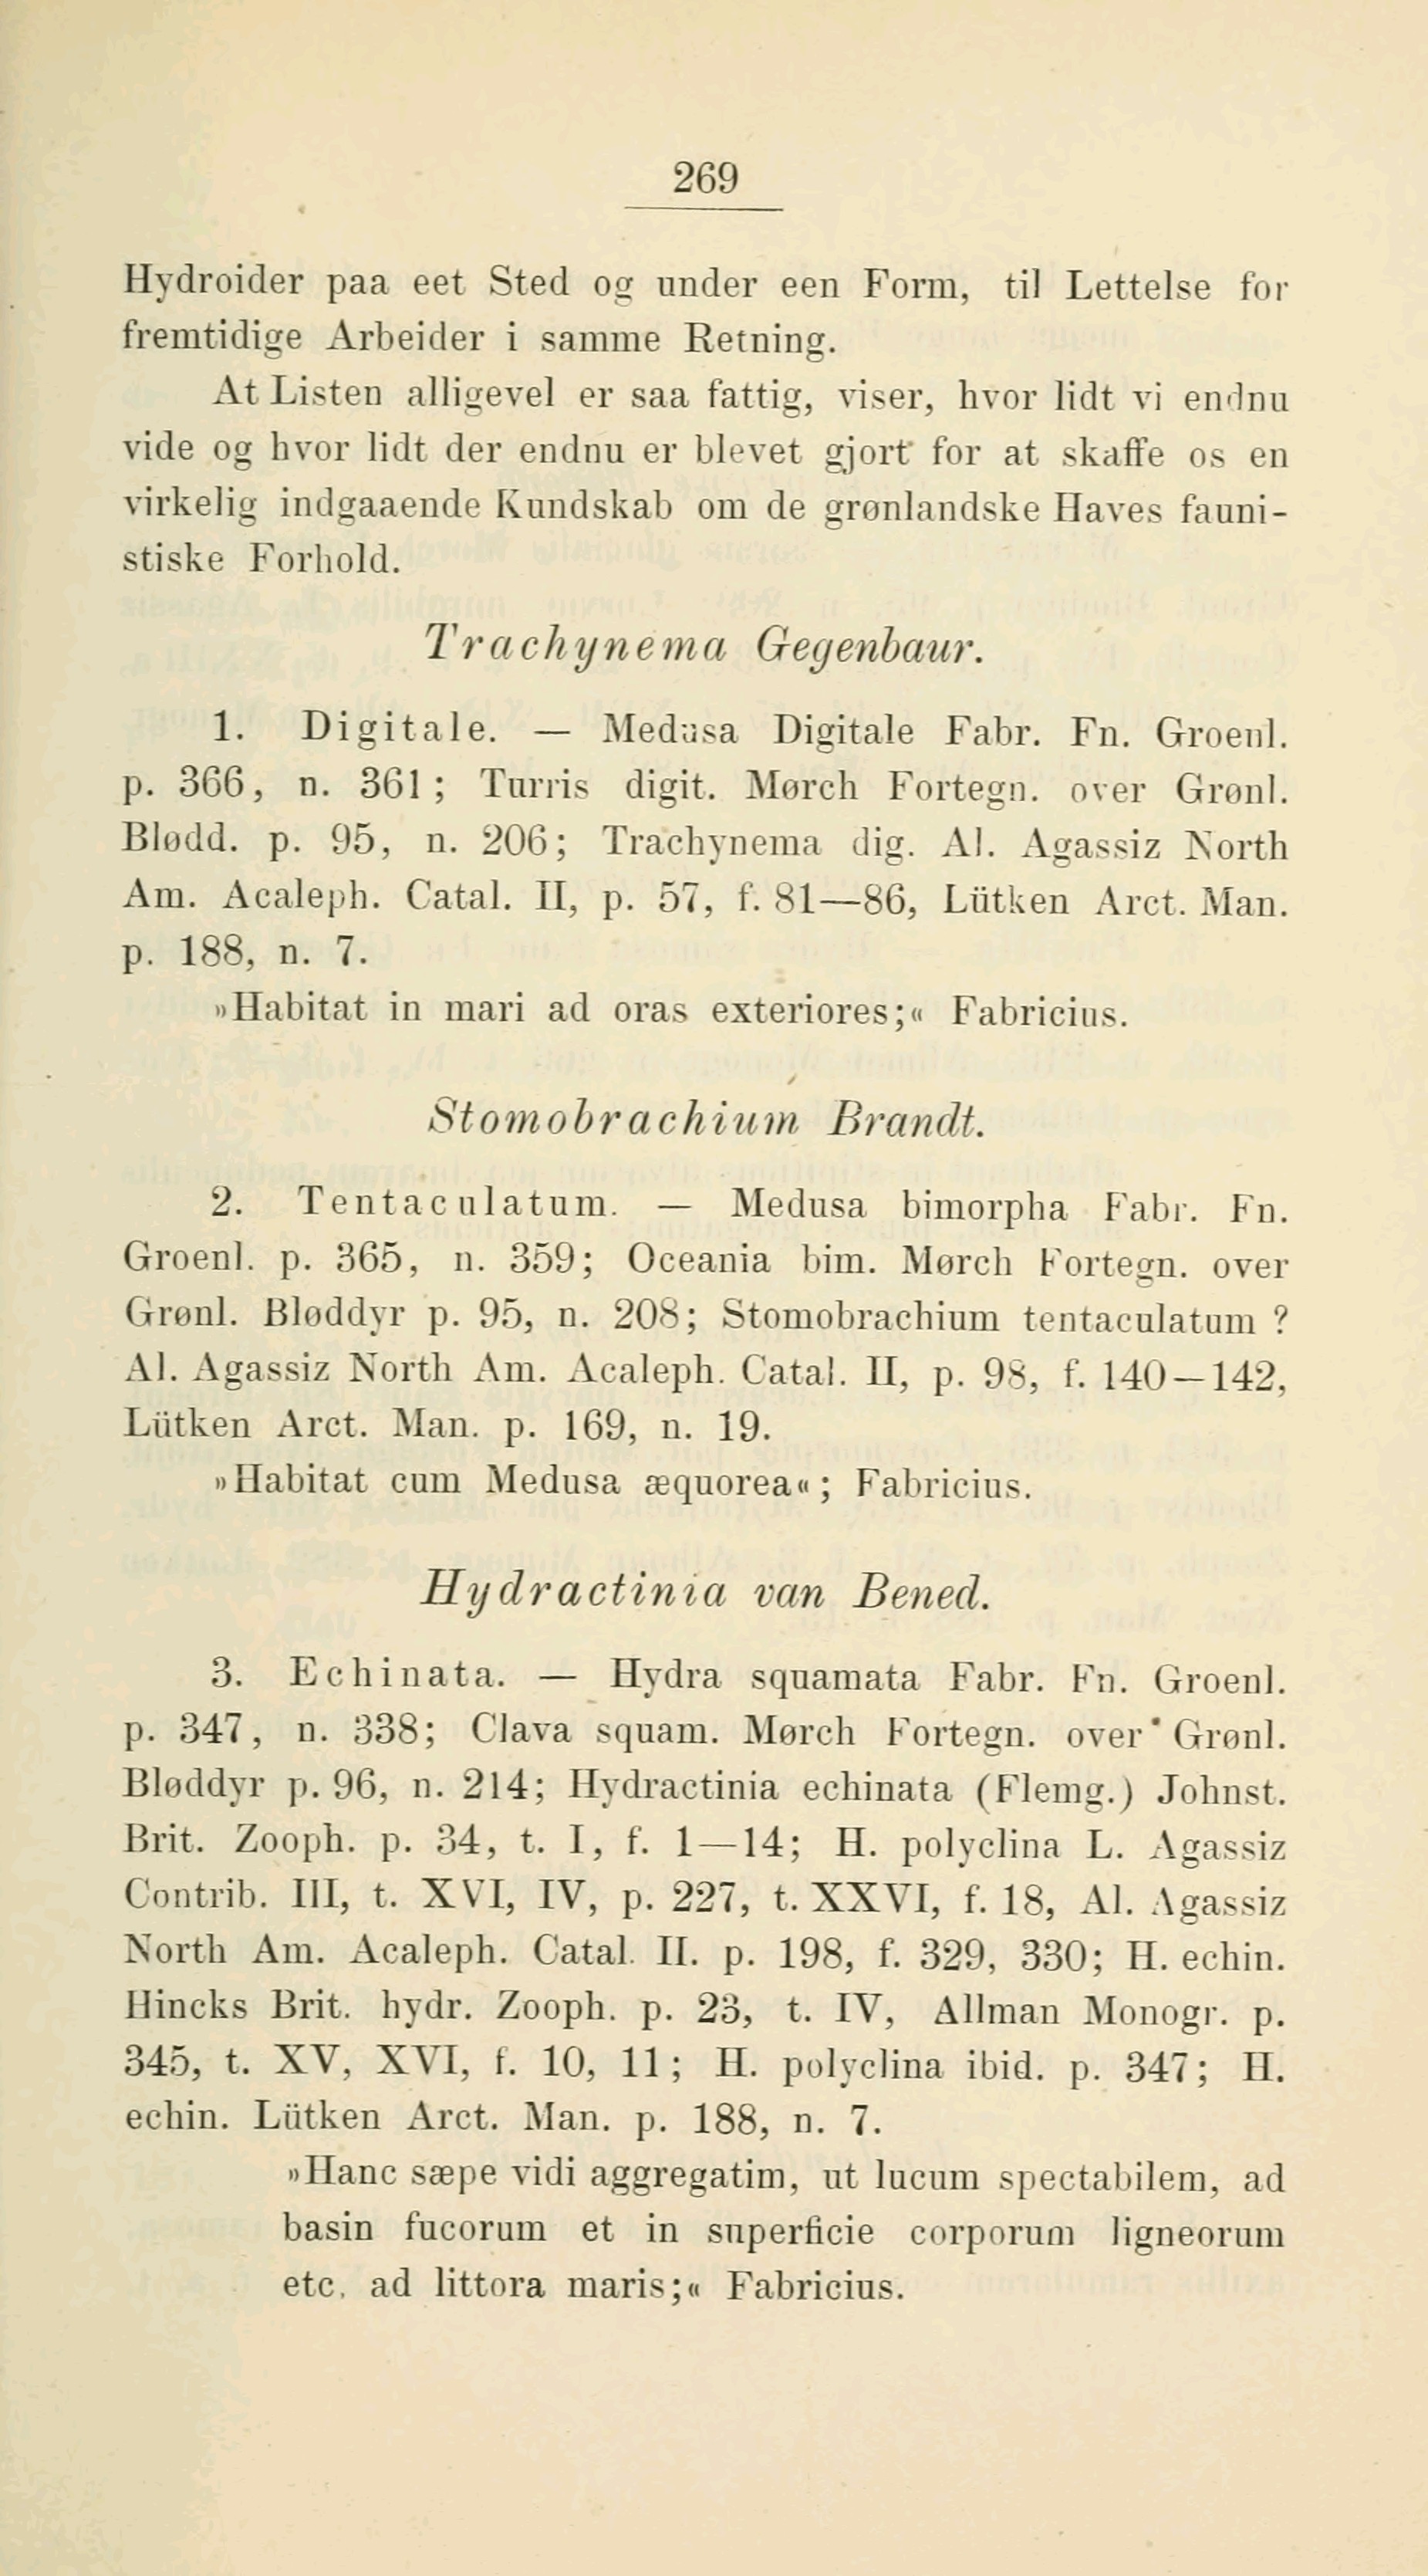 269
Hydroider paa eet Sted og under een Form, til Lettelse for
fremtidige Arbeider i samme Retning.
At Listen alligevel er saa fattig, viser, hvor lidt vi endnu
vide og hvor lidt der endnu er blevet gjort for at skaffe os en
virkelig indgaaende Kundskab om de grønlandske Haves fauni-
stiske Forhold.
Trachynema Gegenbaur.
1. Digitale. — Medusa Digitale Fabr. Fn. Groenl.
p. 366, n. 361; Turris digit. Mørch Fortegn. over Grønl.
Blødd. p. 95, n. 206; Trachynema dig. Al. Agassiz North
Am. Acaleph. Catal. II, p. 57, f. 81—86, Lütken Arct. Man.
p. 188, n. 7.
»Habitat in mari ad oras exteriores;« Fabricius.
Stomobrachium Brandt.
2. Tentaculatum. — Medusa bimorpha Fabr. Fn.
Groenl. p. 365, n. 359; Oceania bim. Mørch Fortegn. over
Grønl. Bløddyr p. 95, n. 208; Stomobrachium tentaculatum ?
Al. Agassiz North Am. Acaleph. Catal. II, p. 98, f. 140—142,
Lütken Arct. Man. p. 169, n. 19.
»Habitat cum Medusa æquorea«; Fabricius.
Hydractinia van Bened.
3. Echinata. — Hydra squamata Fabr. Fn. Groenl.
p. 347, n. 338; Clava squam. Mørch Fortegn. over Grønl.
Bløddyr p. 96, n. 214; Hydractinia echinata (Flemg.) Johnst.
Brit. Zooph. p. 34, t. I, f. 1—14; H. polyclina L. Agassiz
Contrib. III, t. XVI, IV, p. 227, t. XXVI, f. 18, Al. Agassiz
North Am. Acaleph. Catal. II. p. 198, f. 329, 330; H. echin.
Hincks Brit. hydr. Zooph. p. 23, t. IV, Allman Monogr. p.
345, t. XV, XVI, f. 10, 11; H. polyclina ibid. p. 347; H.
echin. Lütken Arct. Man. p. 188, n. 7.
»Hanc sæpe vidi aggregatim, ut lucum spectabilem, ad
basin fucorum et in superficie corporum ligneorum
etc. ad littora maris;« Fabricius.